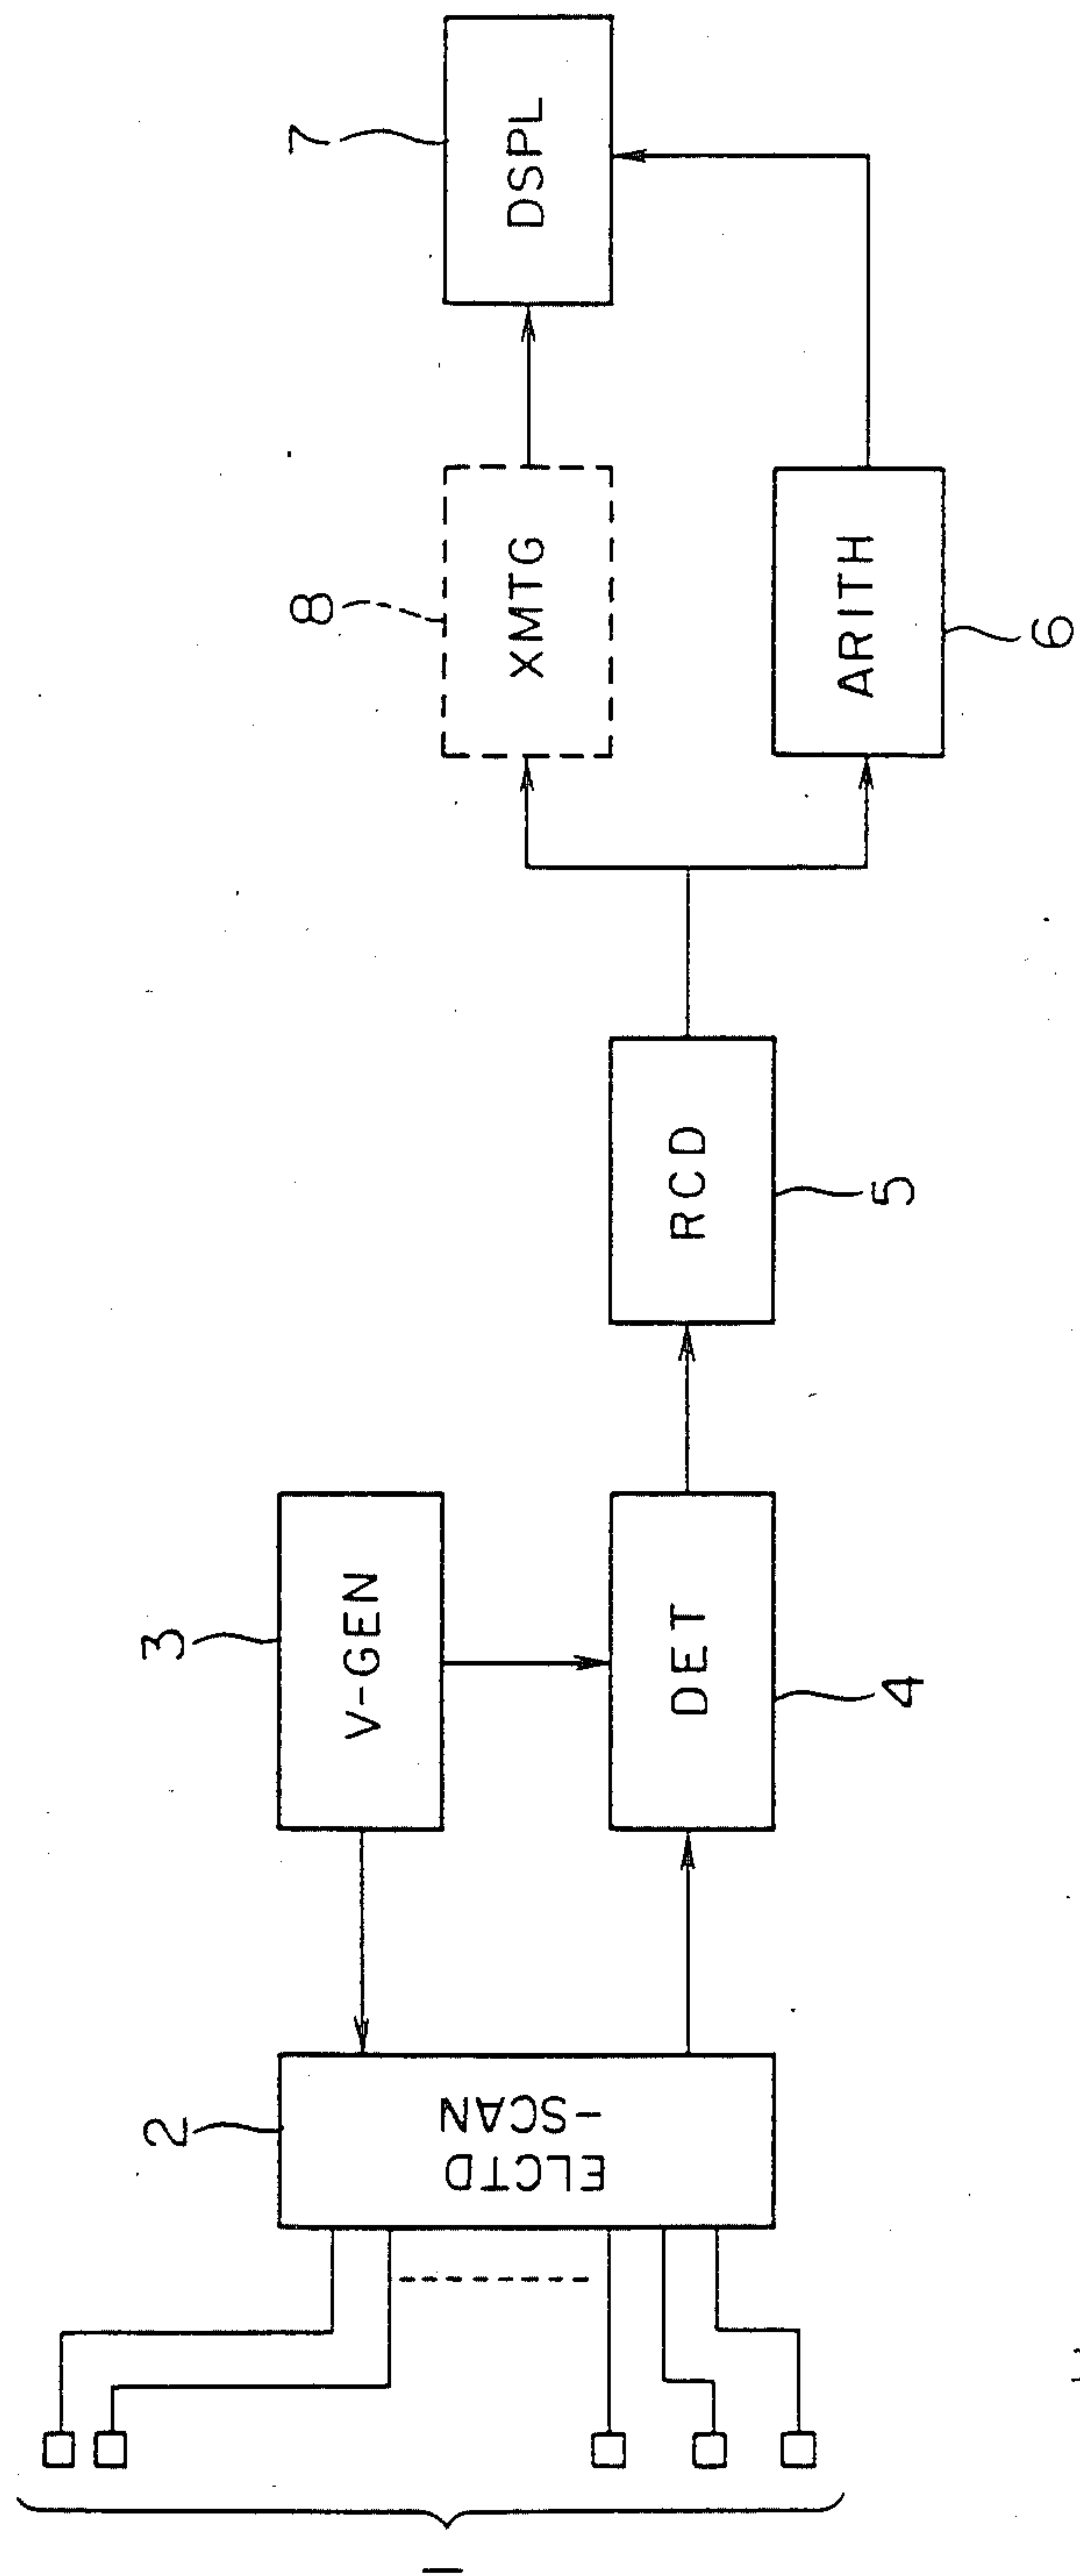 1
2
ELCTD
-SCAN
3
V-GEN
4
DET
5
RCD
6
ARITH
7
DSPL
8
XMTG